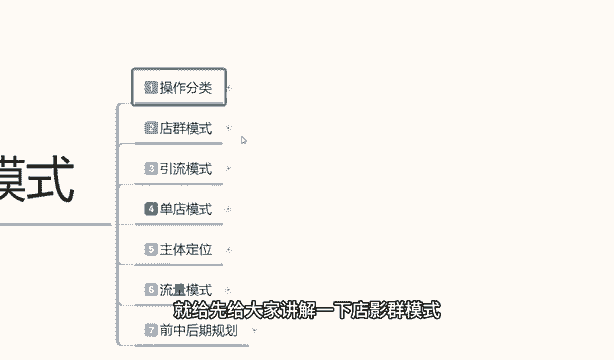 模式
1 操作分类
2 店群模式
3 引流模式
4 单店模式
5 主体定位
6 流量模式
就给先给大家讲解一下店影群模式
7 前中后期规划